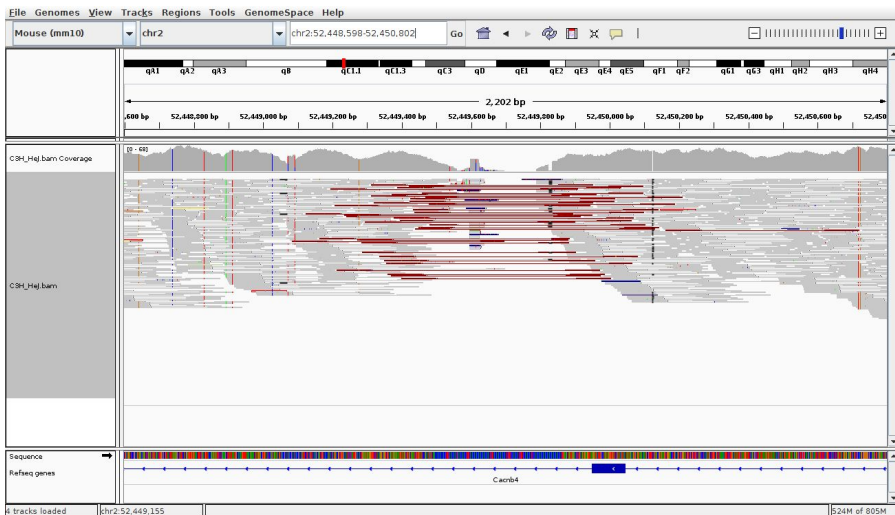 File Genomes View Tracks Regions Tools GenomeSpace Help
Mouse (mm10) chr2 chr2:52,448,598-52,450,802 Go
qA1 qA2 qA3 qB qC1.1 qC1.3 qC3 qD qE1 qE2 qE3 qE4 qE5 qF1 qF2 qG1 qG3 qH1 qH2 qH3 qH4
2,202 bp
,600 bp 52,448,800 bp 52,449,000 bp 52,449,200 bp 52,449,400 bp 52,449,600 bp 52,449,800 bp 52,450,000 bp 52,450,200 bp 52,450,400 bp 52,450,600 bp 52,450
[0 - 68]
C3H_HeJ.bam Coverage
C3H_HeJ.bam
Sequence
Refseq genes
Cacnb4
4 tracks loaded chr2:52,449,155 524M of 805M